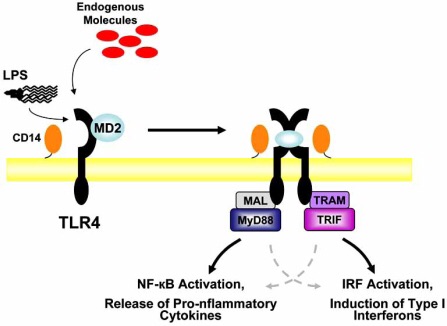 Endogenous
Molecules
LPS
CD14
MD2
TLR4
MAL
MyD88
TRAM
TRIF
NF-κB Activation,
Release of Pro-nflammatory
Cytokines
IRF Activation,
Induction of Type I
Interferons